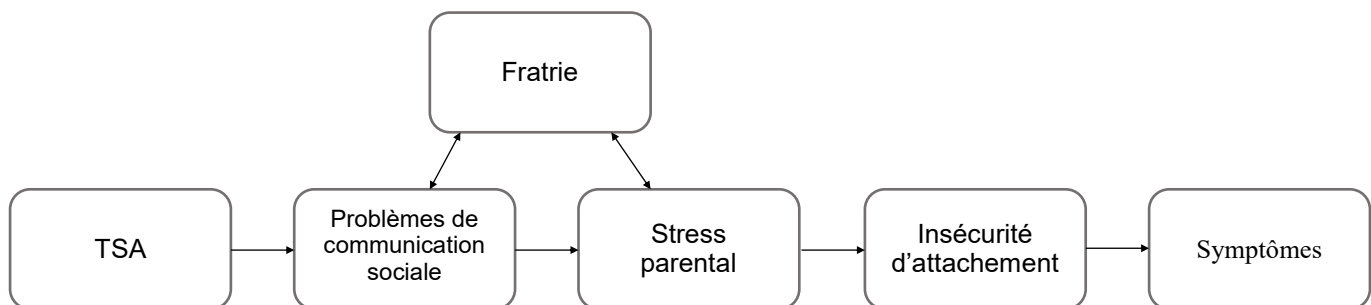 Fratrie
TSA
Problèmes de
communication
sociale
Stress
parental
Insécurité
d’attachement
Symptômes